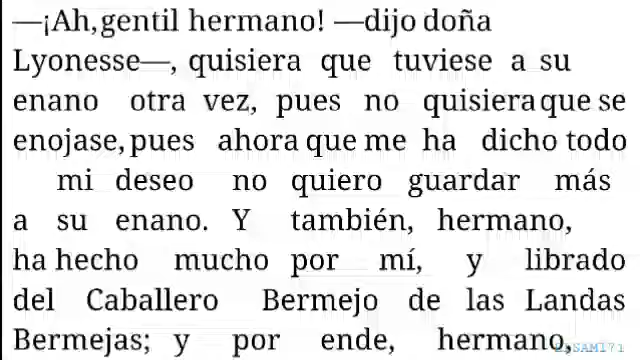 —¡Ah, gentil hermano! —dijo doña
Lyonesse—, quisiera que tuviese a su
enano otra vez, pues no quisiera que se
enojase, pues ahora que me ha dicho todo
mi deseo no quiero guardar más
a su enano. Y también, hermano,
ha hecho mucho por mí, y librado
del Caballero Bermejo de las Landas
Bermejas; y por ende, hermano,